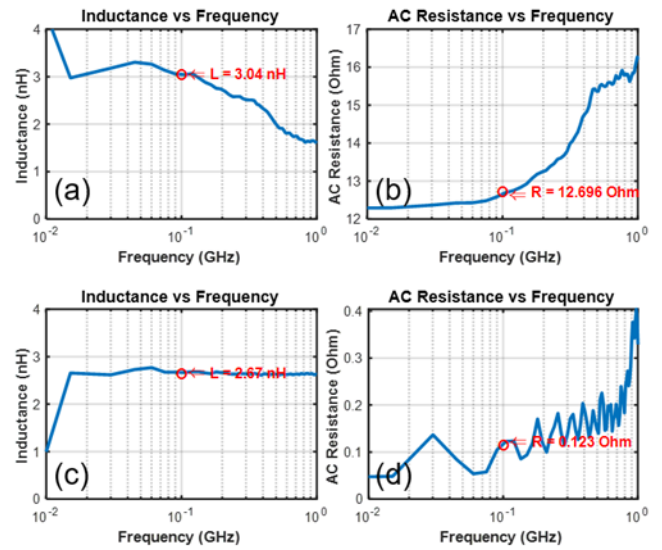 Inductance vs Frequency
4
3
2
1
0
Inductance (nH)
L = 3.04 nH
(a)
10^-2
10^-1
10^0
Frequency (GHz)
AC Resistance vs Frequency
17
16
15
14
13
12
AC Resistance (Ohm)
R = 12.696 Ohm
(b)
10^-2
10^-1
10^0
Frequency (GHz)
Inductance vs Frequency
4
3
2
1
0
Inductance (nH)
L = 2.67 nH
(c)
10^-2
10^-1
10^0
Frequency (GHz)
AC Resistance vs Frequency
0.4
0.3
0.2
0.1
0
AC Resistance (Ohm)
R = 0.123 Ohm
(d)
10^-2
10^-1
10^0
Frequency (GHz)